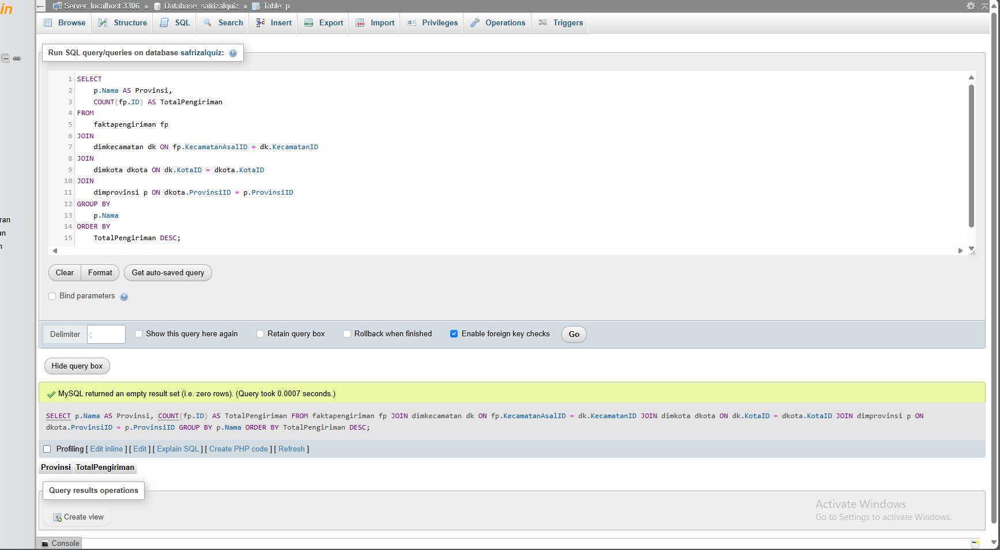 in
Server: localhost:3306 » Database: safrizalquiz » Table: p
Browse Structure SQL Search Insert Export Import Privileges Operations Triggers
Run SQL query/queries on database safrizalquiz:
1 SELECT
2 p.Nama AS Provinsi,
3 COUNT(fp.ID) AS TotalPengiriman
4 FROM
5 faktapengiriman fp
6 JOIN
7 dimkecamatan dk ON fp.KecamatanAsalID = dk.KecamatanID
8 JOIN
9 dimkota dkota ON dk.KotaID = dkota.KotaID
10 JOIN
11 dimprovinsi p ON dkota.ProvinsiID = p.ProvinsiID
12 GROUP BY
13 p.Nama
14 ORDER BY
15 TotalPengiriman DESC;
ran
an
n
Clear Format Get auto-saved query
Bind parameters
Delimiter ; Show this query here again Retain query box Rollback when finished Enable foreign key checks Go
Hide query box
MySQL returned an empty result set (i.e. zero rows). (Query took 0.0007 seconds.)
SELECT p.Nama AS Provinsi, COUNT(fp.ID) AS TotalPengiriman FROM faktapengiriman fp JOIN dimkecamatan dk ON fp.KecamatanAsalID = dk.KecamatanID JOIN dimkota dkota ON dk.KotaID = dkota.KotaID JOIN dimprovinsi p ON
dkota.ProvinsiID = p.ProvinsiID GROUP BY p.Nama ORDER BY TotalPengiriman DESC;
Profiling [ Edit inline ] [ Edit ] [ Explain SQL ] [ Create PHP code ] [ Refresh ]
Provinsi TotalPengiriman
Query results operations
Create view
Activate Windows
Go to Settings to activate Windows.
Console